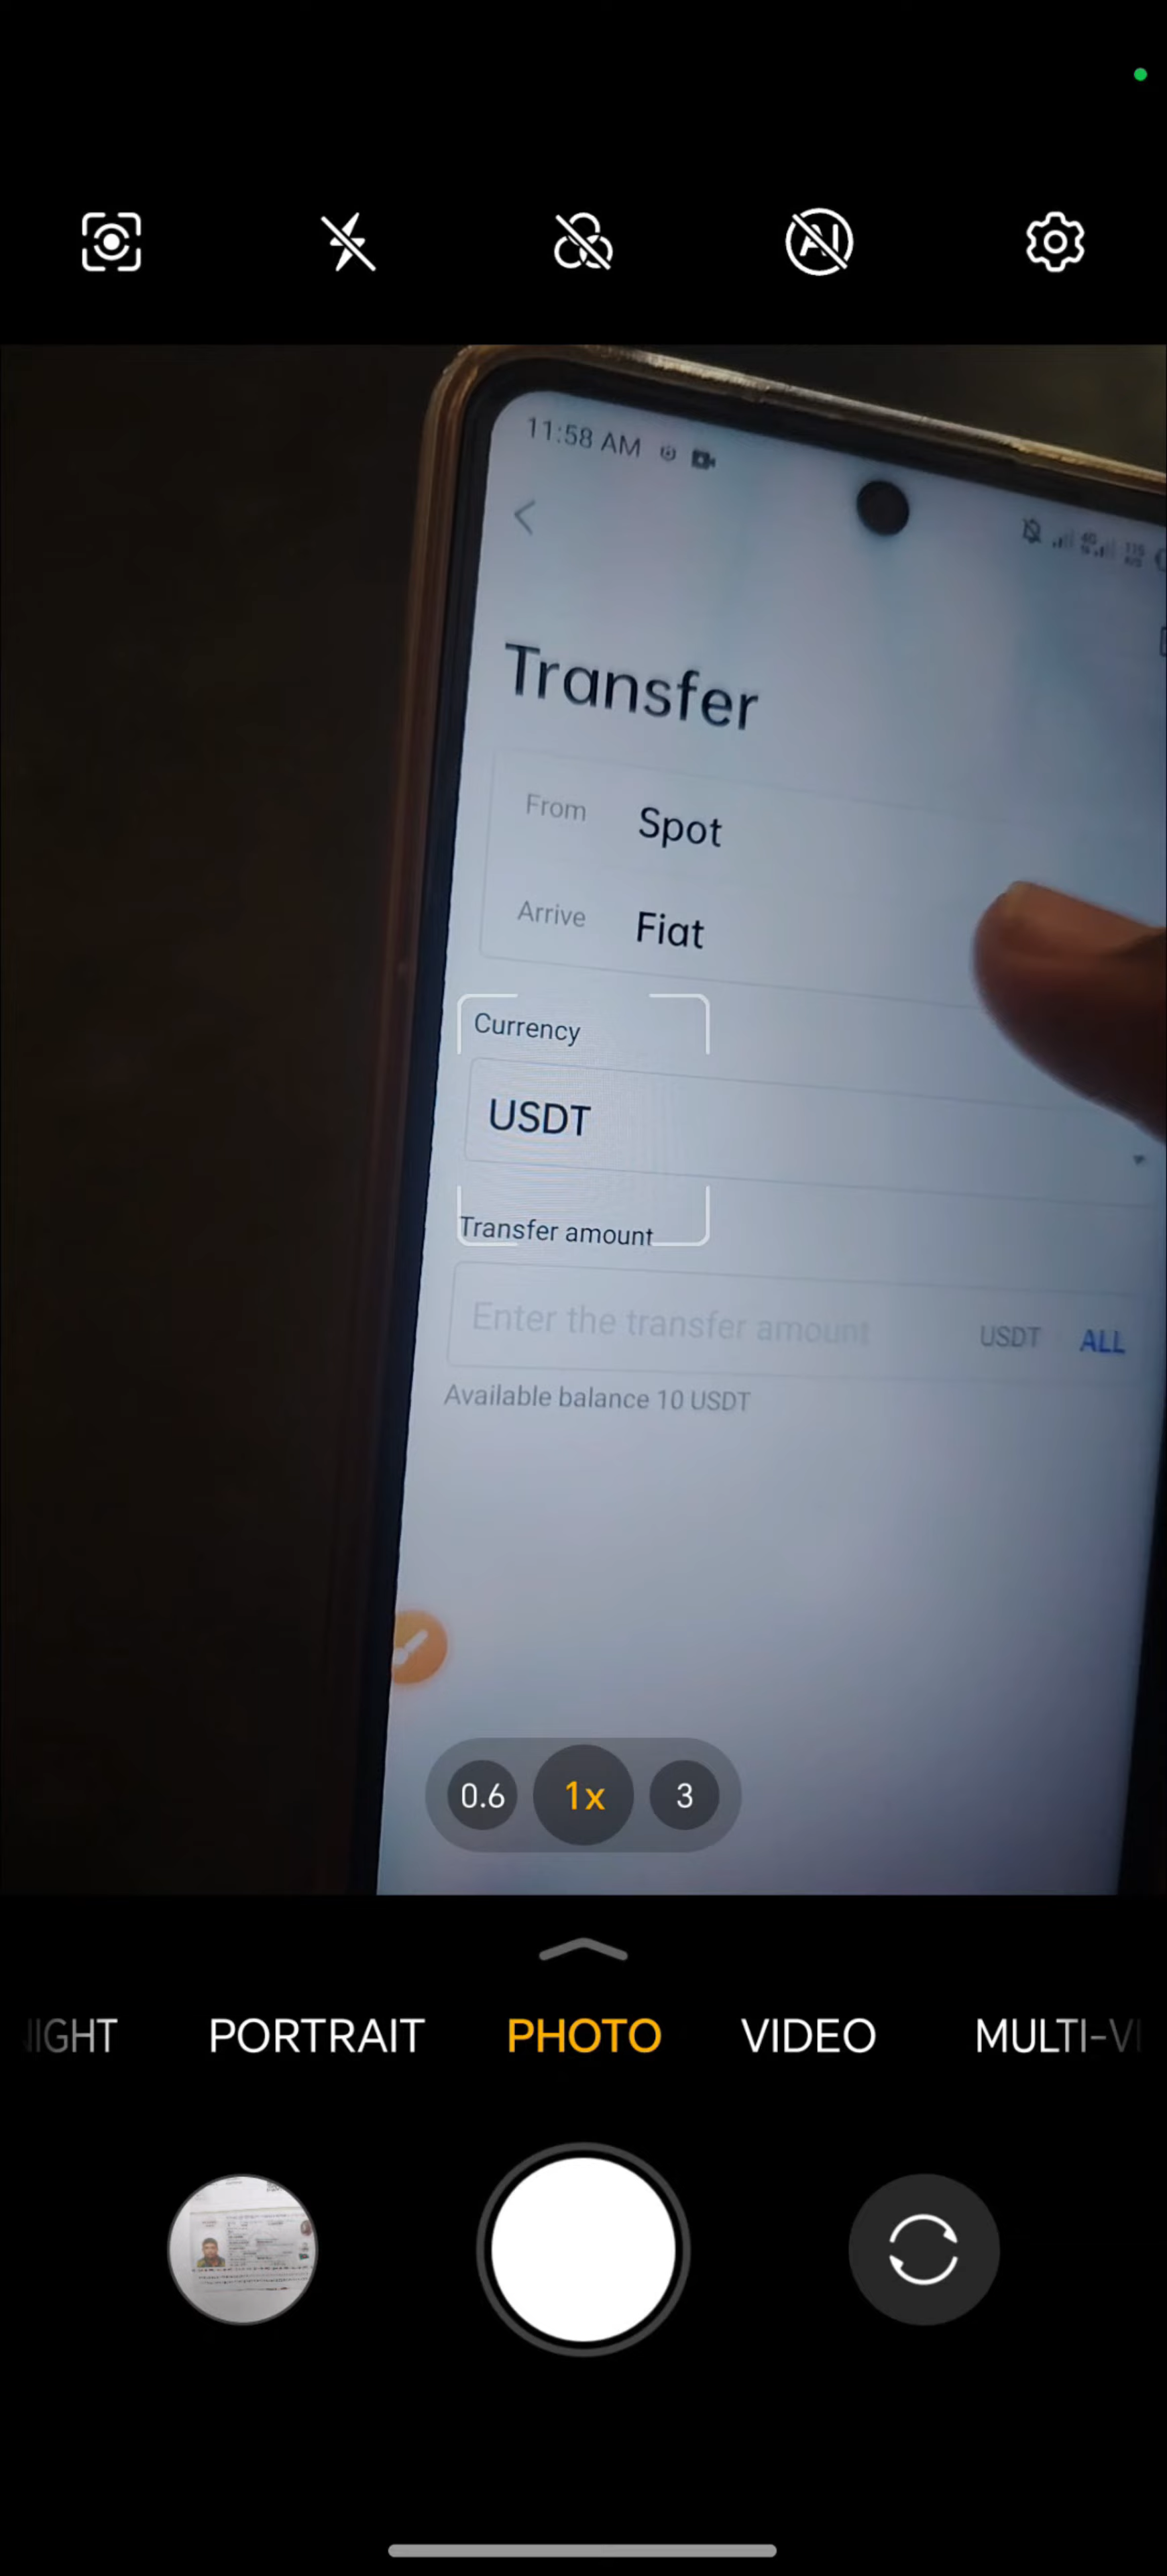 11:58 AM
Transfer
From Spot
Arrive Fiat
Currency
USDT
Transfer amount
Enter the transfer amount USDT ALL
Available balance 10 USDT
0.6 1x 3
PORTRAIT PHOTO VIDEO